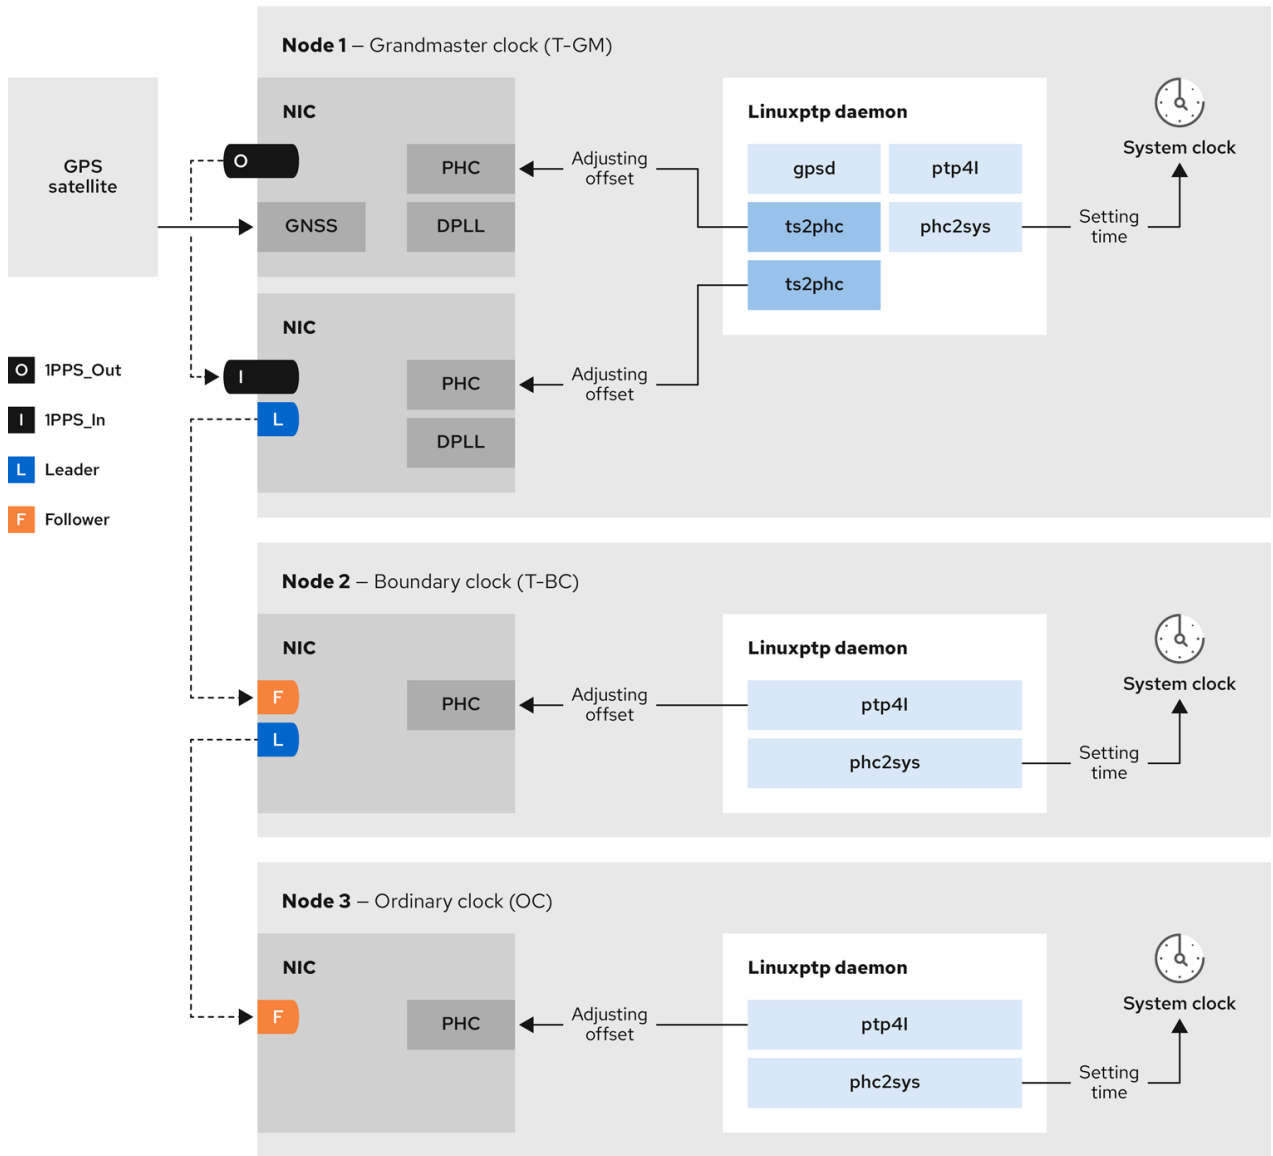 Node 1 – Grandmaster clock (T-GM)
GPS
satellite
NIC
O
GNSS
PHC
DPLL
Adjusting
offset
Linuxptp daemon
gpsd
ptp4l
ts2phc
phc2sys
ts2phc
Setting
time
System clock
NIC
I
L
PHC
DPLL
Adjusting
offset
O 1PPS_Out
I 1PPS_In
L Leader
F Follower
Node 2 – Boundary clock (T-BC)
NIC
F
L
PHC
Adjusting
offset
Linuxptp daemon
ptp4l
phc2sys
Setting
time
System clock
Node 3 – Ordinary clock (OC)
NIC
F
PHC
Adjusting
offset
Linuxptp daemon
ptp4l
phc2sys
Setting
time
System clock